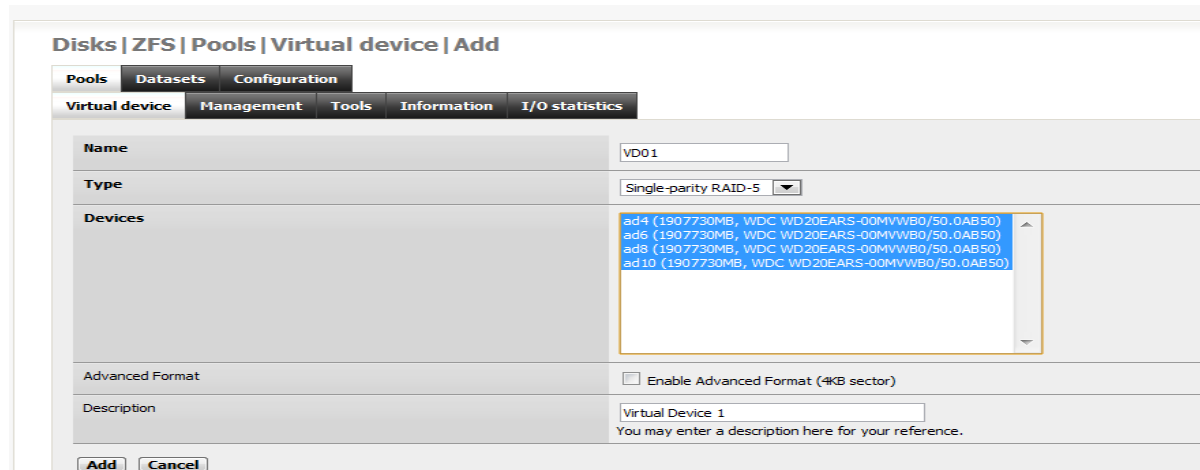 Disks|ZFS|Pools|Virtual device|Add
Pools Datasets Configuration
Virtual device Management Tools Information I/O statistics
Name VD01
Type Single-parity RAID-5
Devices ad4 (1907730MB, WDC WD20EARS-00MVWB0/50.0AB50)
ad6 (1907730MB, WDC WD20EARS-00MVWB0/50.0AB50)
ad8 (1907730MB, WDC WD20EARS-00MVWB0/50.0AB50)
ad10 (1907730MB, WDC WD20EARS-00MVWB0/50.0AB50)
Advanced Format Enable Advanced Format (4KB sector)
Description Virtual Device 1
You may enter a description here for your reference.
Add Cancel